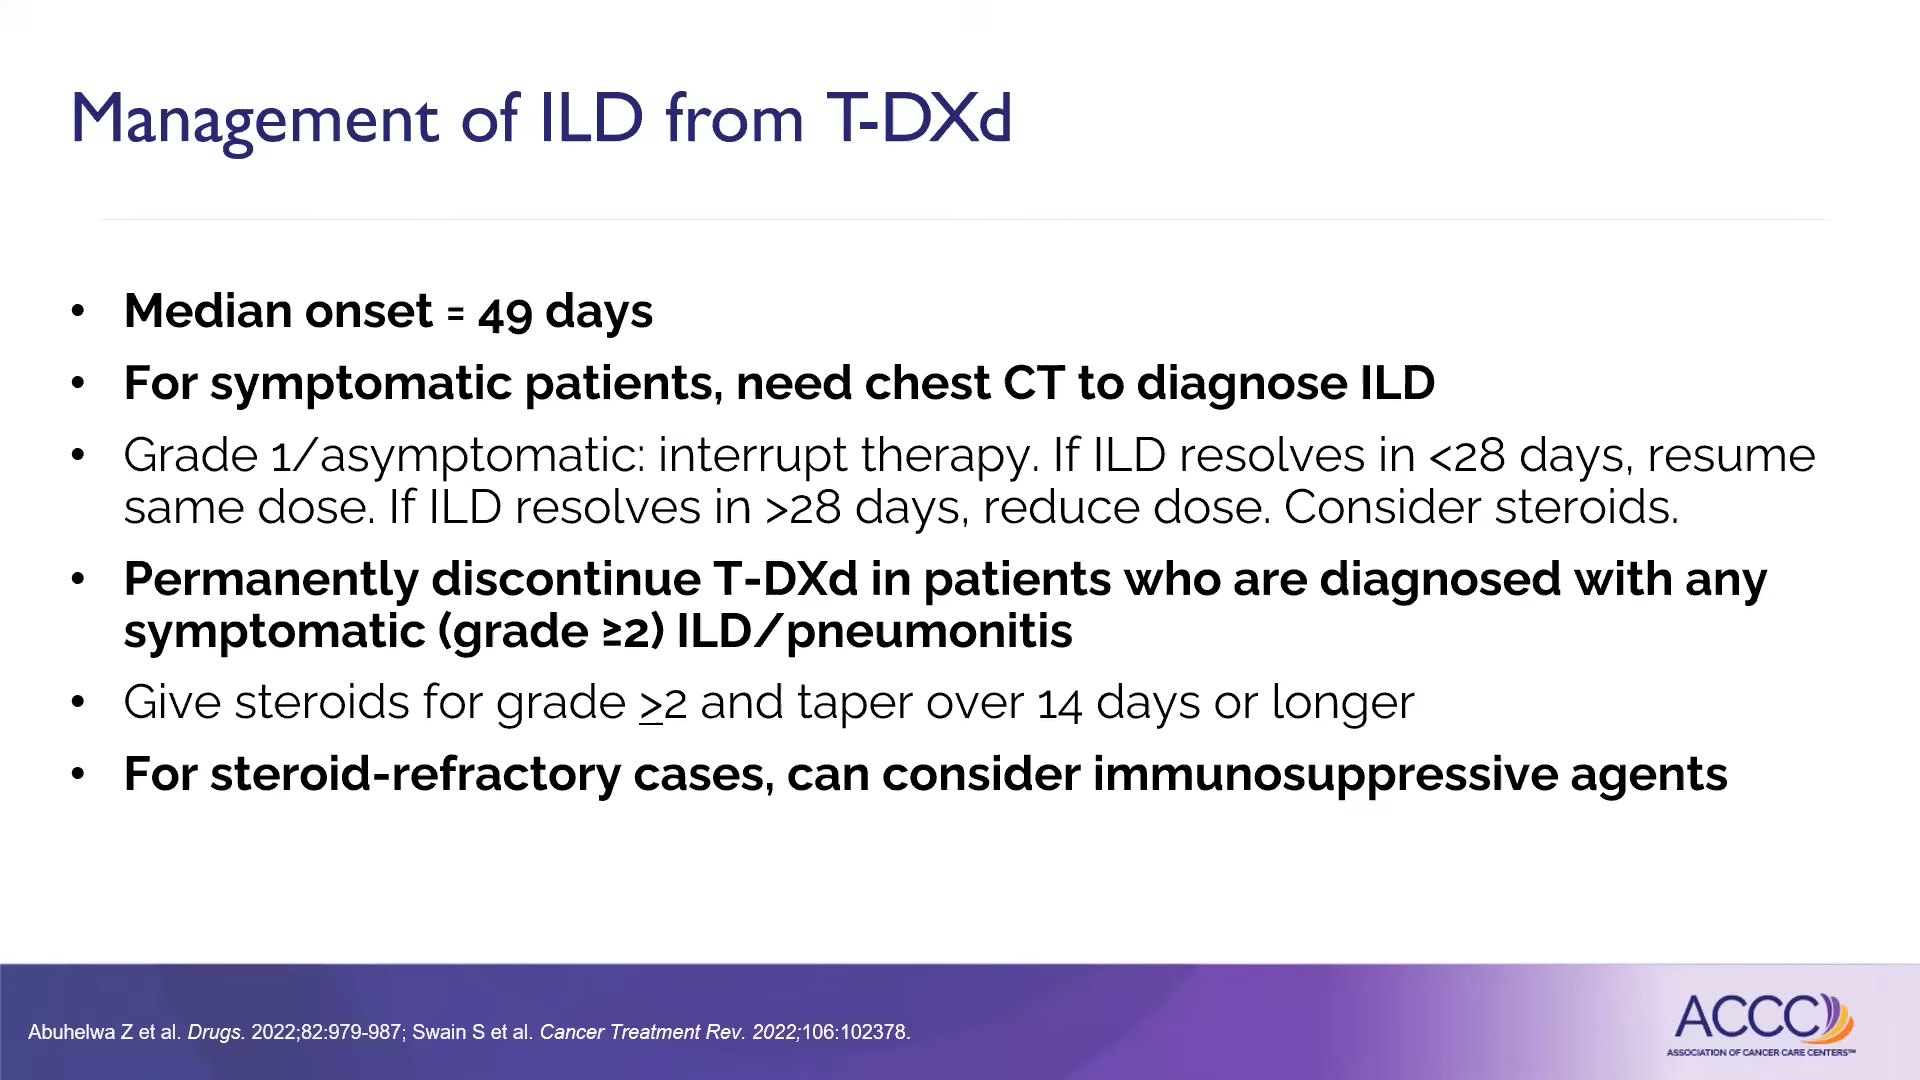 Management of ILD from T-DXd
• Median onset = 49 days
• For symptomatic patients, need chest CT to diagnose ILD
• Grade 1/asymptomatic: interrupt therapy. If ILD resolves in <28 days, resume
same dose. If ILD resolves in >28 days, reduce dose. Consider steroids.
• Permanently discontinue T-DXd in patients who are diagnosed with any
symptomatic (grade ≥2) ILD/pneumonitis
• Give steroids for grade ≥2 and taper over 14 days or longer
• For steroid-refractory cases, can consider immunosuppressive agents
Abuhelwa Z et al. Drugs. 2022;82:979-987; Swain S et al. Cancer Treatment Rev. 2022;106:102378.
ACCC
ASSOCIATION OF CANCER CARE CENTERS™